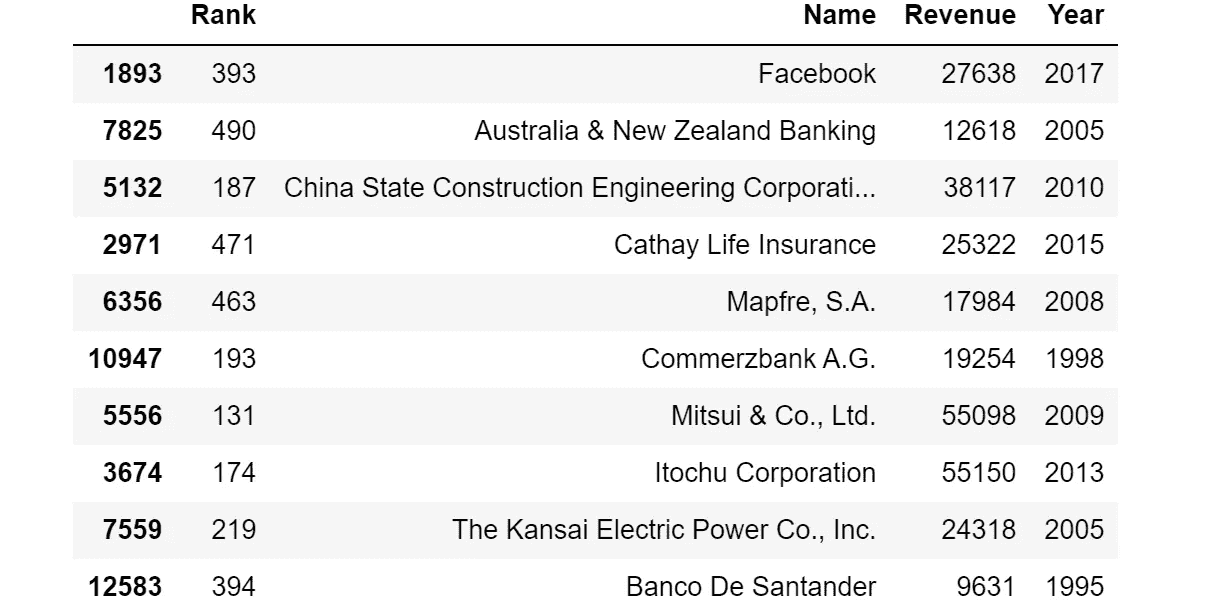 Rank Name Revenue Year
1893 393 Facebook 27638 2017
7825 490 Australia & New Zealand Banking 12618 2005
5132 187 China State Construction Engineering Corporati... 38117 2010
2971 471 Cathay Life Insurance 25322 2015
6356 463 Mapfre, S.A. 17984 2008
10947 193 Commerzbank A.G. 19254 1998
5556 131 Mitsui & Co., Ltd. 55098 2009
3674 174 Itochu Corporation 55150 2013
7559 219 The Kansai Electric Power Co., Inc. 24318 2005
12583 394 Banco De Santander 9631 1995